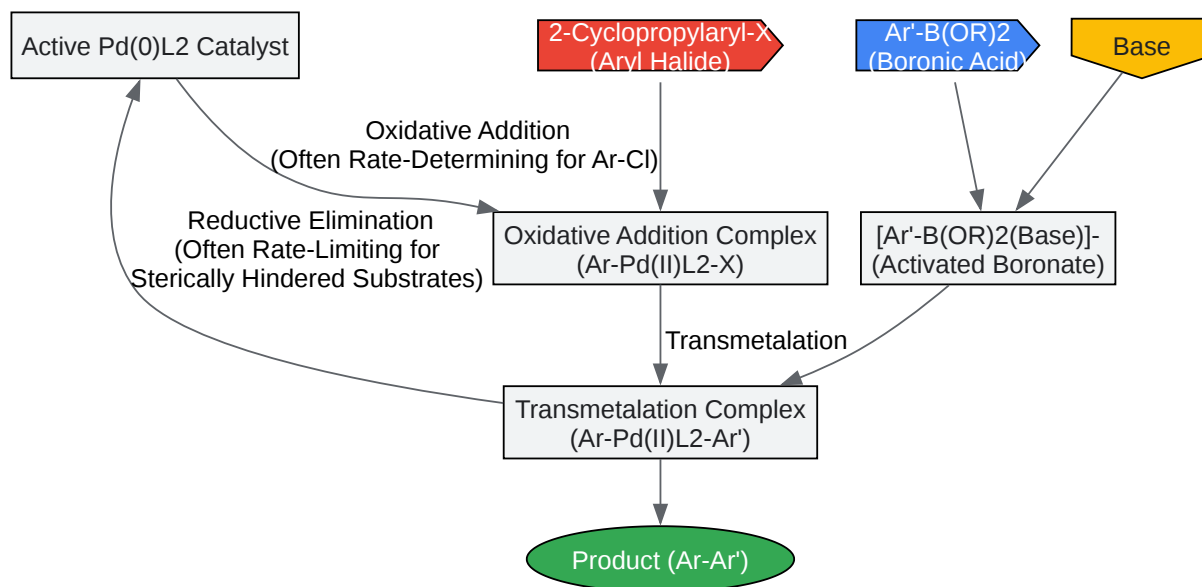 Active Pd(0)L2 Catalyst
2-Cyclopropylaryl-X
(Aryl Halide)
Ar'-B(OR)2
(Boronic Acid)
Base
Oxidative Addition
(Often Rate-Determining for Ar-Cl)
Reductive Elimination
(Often Rate-Limiting for
Sterically Hindered Substrates)
Oxidative Addition Complex
(Ar-Pd(II)L2-X)
[Ar'-B(OR)2(Base)]-
(Activated Boronate)
Transmetalation
Transmetalation Complex
(Ar-Pd(II)L2-Ar')
Product (Ar-Ar')